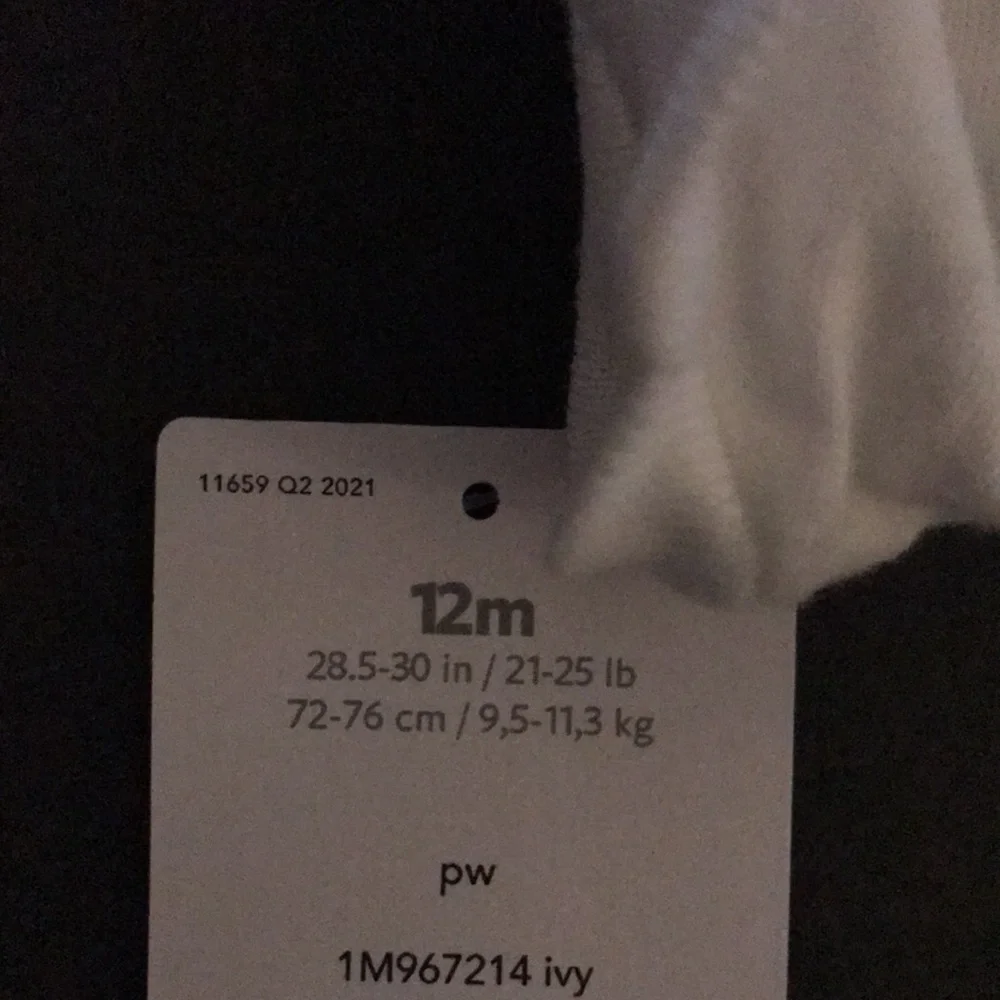 11659 Q2 2021
12m
28.5-30 in / 21-25 lb
72-76 cm / 9,5-11,3 kg
pw
1M967214 ivy